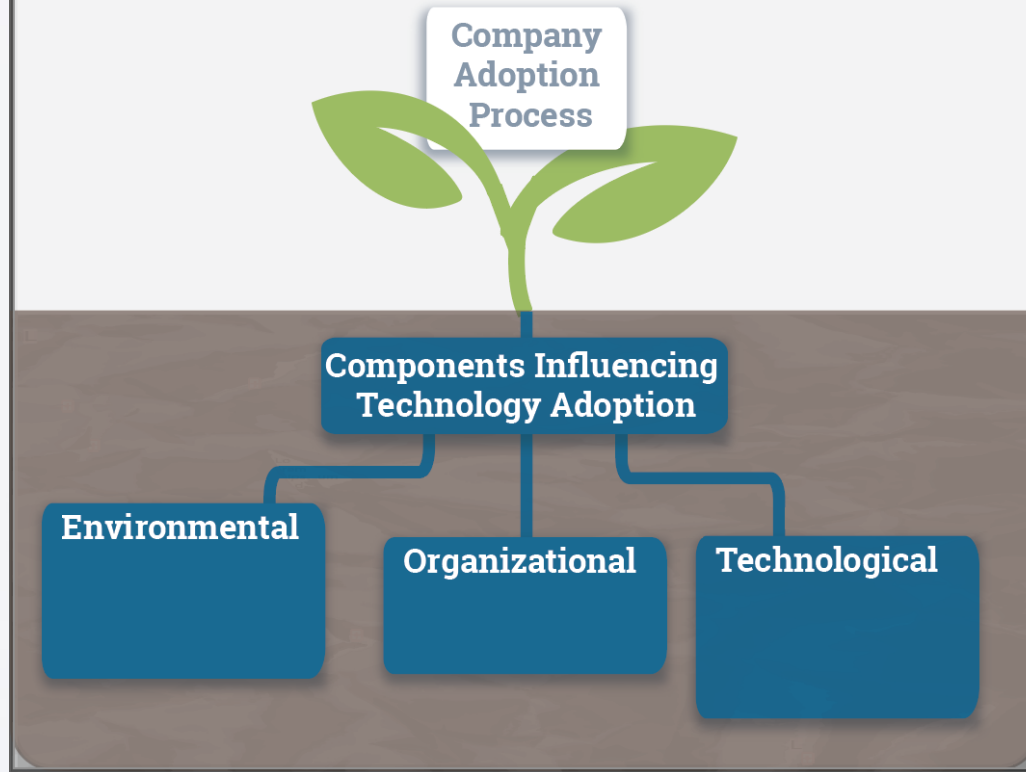 Company
Adoption
Process
Components Influencing
Technology Adoption
Environmental
Organizational
Technological